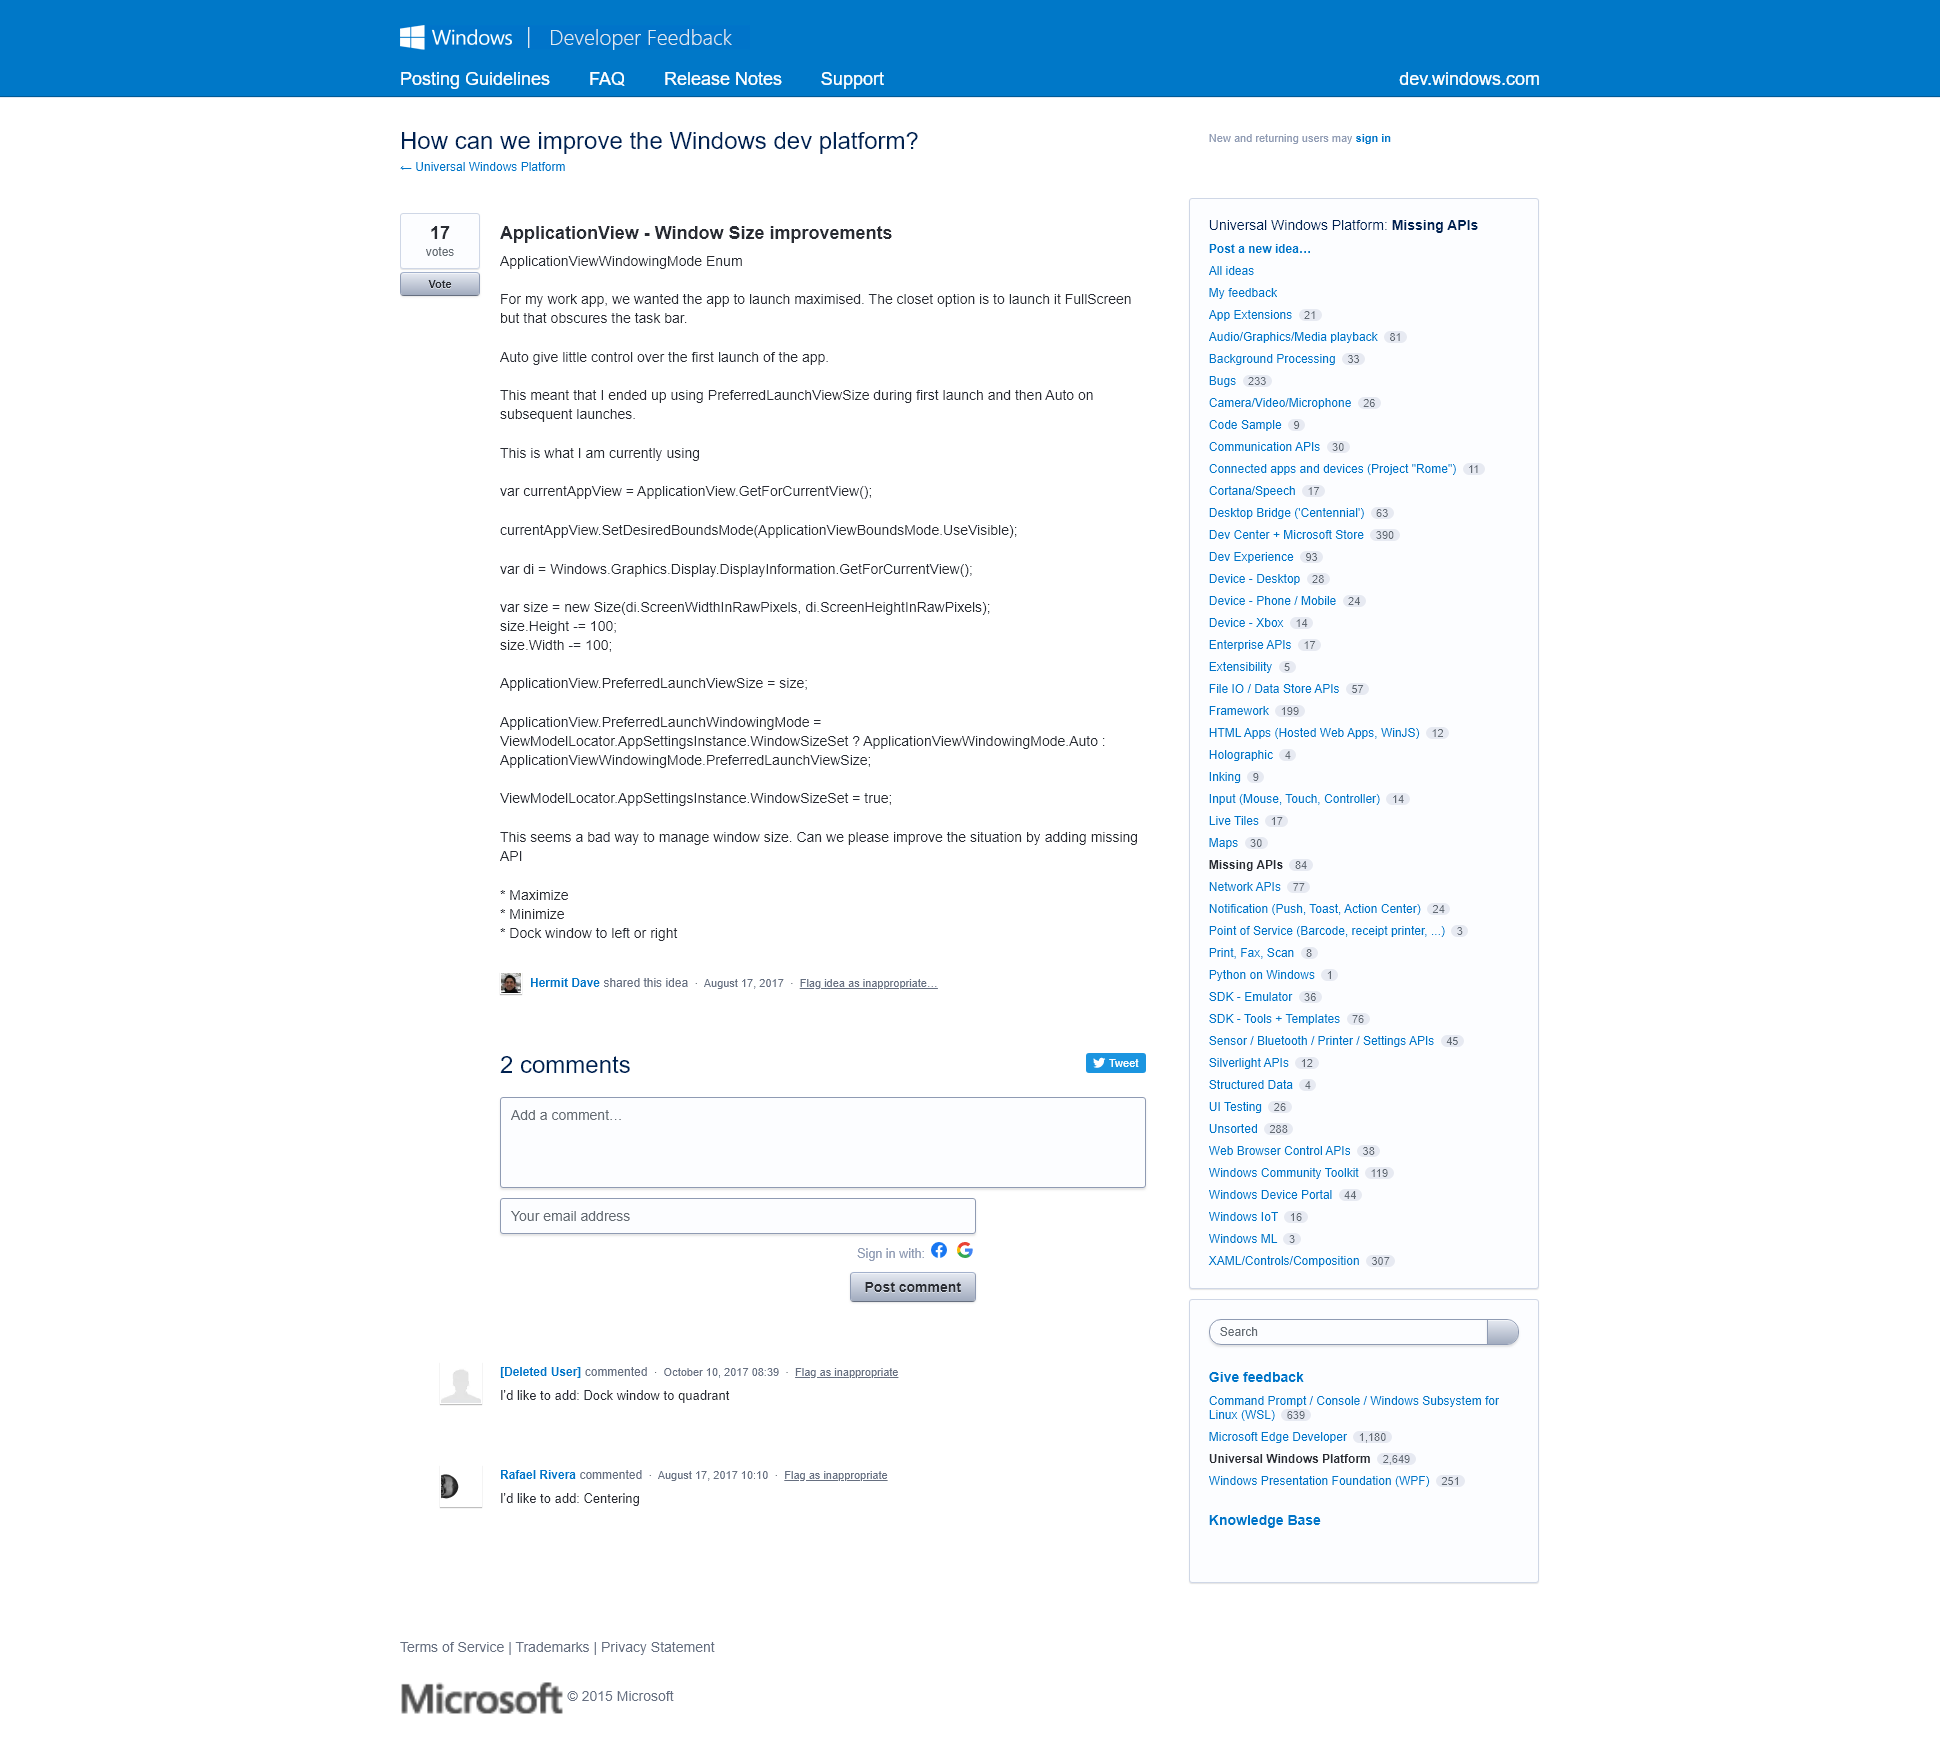 Windows | Developer Feedback
Posting Guidelines FAQ Release Notes Support dev.windows.com
How can we improve the Windows dev platform?
← Universal Windows Platform
New and returning users may sign in
17
votes
Vote
ApplicationView - Window Size improvements
ApplicationViewWindowingMode Enum
For my work app, we wanted the app to launch maximised. The closet option is to launch it FullScreen
but that obscures the task bar.
Auto give little control over the first launch of the app.
This meant that I ended up using PreferredLaunchViewSize during first launch and then Auto on
subsequent launches.
This is what I am currently using
var currentAppView = ApplicationView.GetForCurrentView();
currentAppView.SetDesiredBoundsMode(ApplicationViewBoundsMode.UseVisible);
var di = Windows.Graphics.Display.DisplayInformation.GetForCurrentView();
var size = new Size(di.ScreenWidthInRawPixels, di.ScreenHeightInRawPixels);
size.Height -= 100;
size.Width -= 100;
ApplicationView.PreferredLaunchViewSize = size;
ApplicationView.PreferredLaunchWindowingMode =
ViewModelLocator.AppSettingsInstance.WindowSizeSet ? ApplicationViewWindowingMode.Auto :
ApplicationViewWindowingMode.PreferredLaunchViewSize;
ViewModelLocator.AppSettingsInstance.WindowSizeSet = true;
This seems a bad way to manage window size. Can we please improve the situation by adding missing
API
* Maximize
* Minimize
* Dock window to left or right
Hermit Dave shared this idea · August 17, 2017 · Flag idea as inappropriate…
2 comments
Tweet
Add a comment…
Your email address
Sign in with:
Post comment
[Deleted User] commented · October 10, 2017 08:39 · Flag as inappropriate
I'd like to add: Dock window to quadrant
Rafael Rivera commented · August 17, 2017 10:10 · Flag as inappropriate
I'd like to add: Centering
Universal Windows Platform: Missing APIs
Post a new idea…
All ideas
My feedback
App Extensions 21
Audio/Graphics/Media playback 81
Background Processing 33
Bugs 233
Camera/Video/Microphone 26
Code Sample 9
Communication APIs 30
Connected apps and devices (Project "Rome") 11
Cortana/Speech 17
Desktop Bridge ('Centennial') 63
Dev Center + Microsoft Store 390
Dev Experience 93
Device - Desktop 28
Device - Phone / Mobile 24
Device - Xbox 14
Enterprise APIs 17
Extensibility 5
File IO / Data Store APIs 57
Framework 199
HTML Apps (Hosted Web Apps, WinJS) 12
Holographic 4
Inking 9
Input (Mouse, Touch, Controller) 14
Live Tiles 17
Maps 30
Missing APIs 84
Network APIs 77
Notification (Push, Toast, Action Center) 24
Point of Service (Barcode, receipt printer, ...) 3
Print, Fax, Scan 8
Python on Windows 1
SDK - Emulator 36
SDK - Tools + Templates 76
Sensor / Bluetooth / Printer / Settings APIs 45
Silverlight APIs 12
Structured Data 4
UI Testing 26
Unsorted 288
Web Browser Control APIs 38
Windows Community Toolkit 119
Windows Device Portal 44
Windows IoT 16
Windows ML 3
XAML/Controls/Composition 307
Search
Give feedback
Command Prompt / Console / Windows Subsystem for
Linux (WSL) 639
Microsoft Edge Developer 1,180
Universal Windows Platform 2,649
Windows Presentation Foundation (WPF) 251
Knowledge Base
Terms of Service | Trademarks | Privacy Statement
Microsoft © 2015 Microsoft